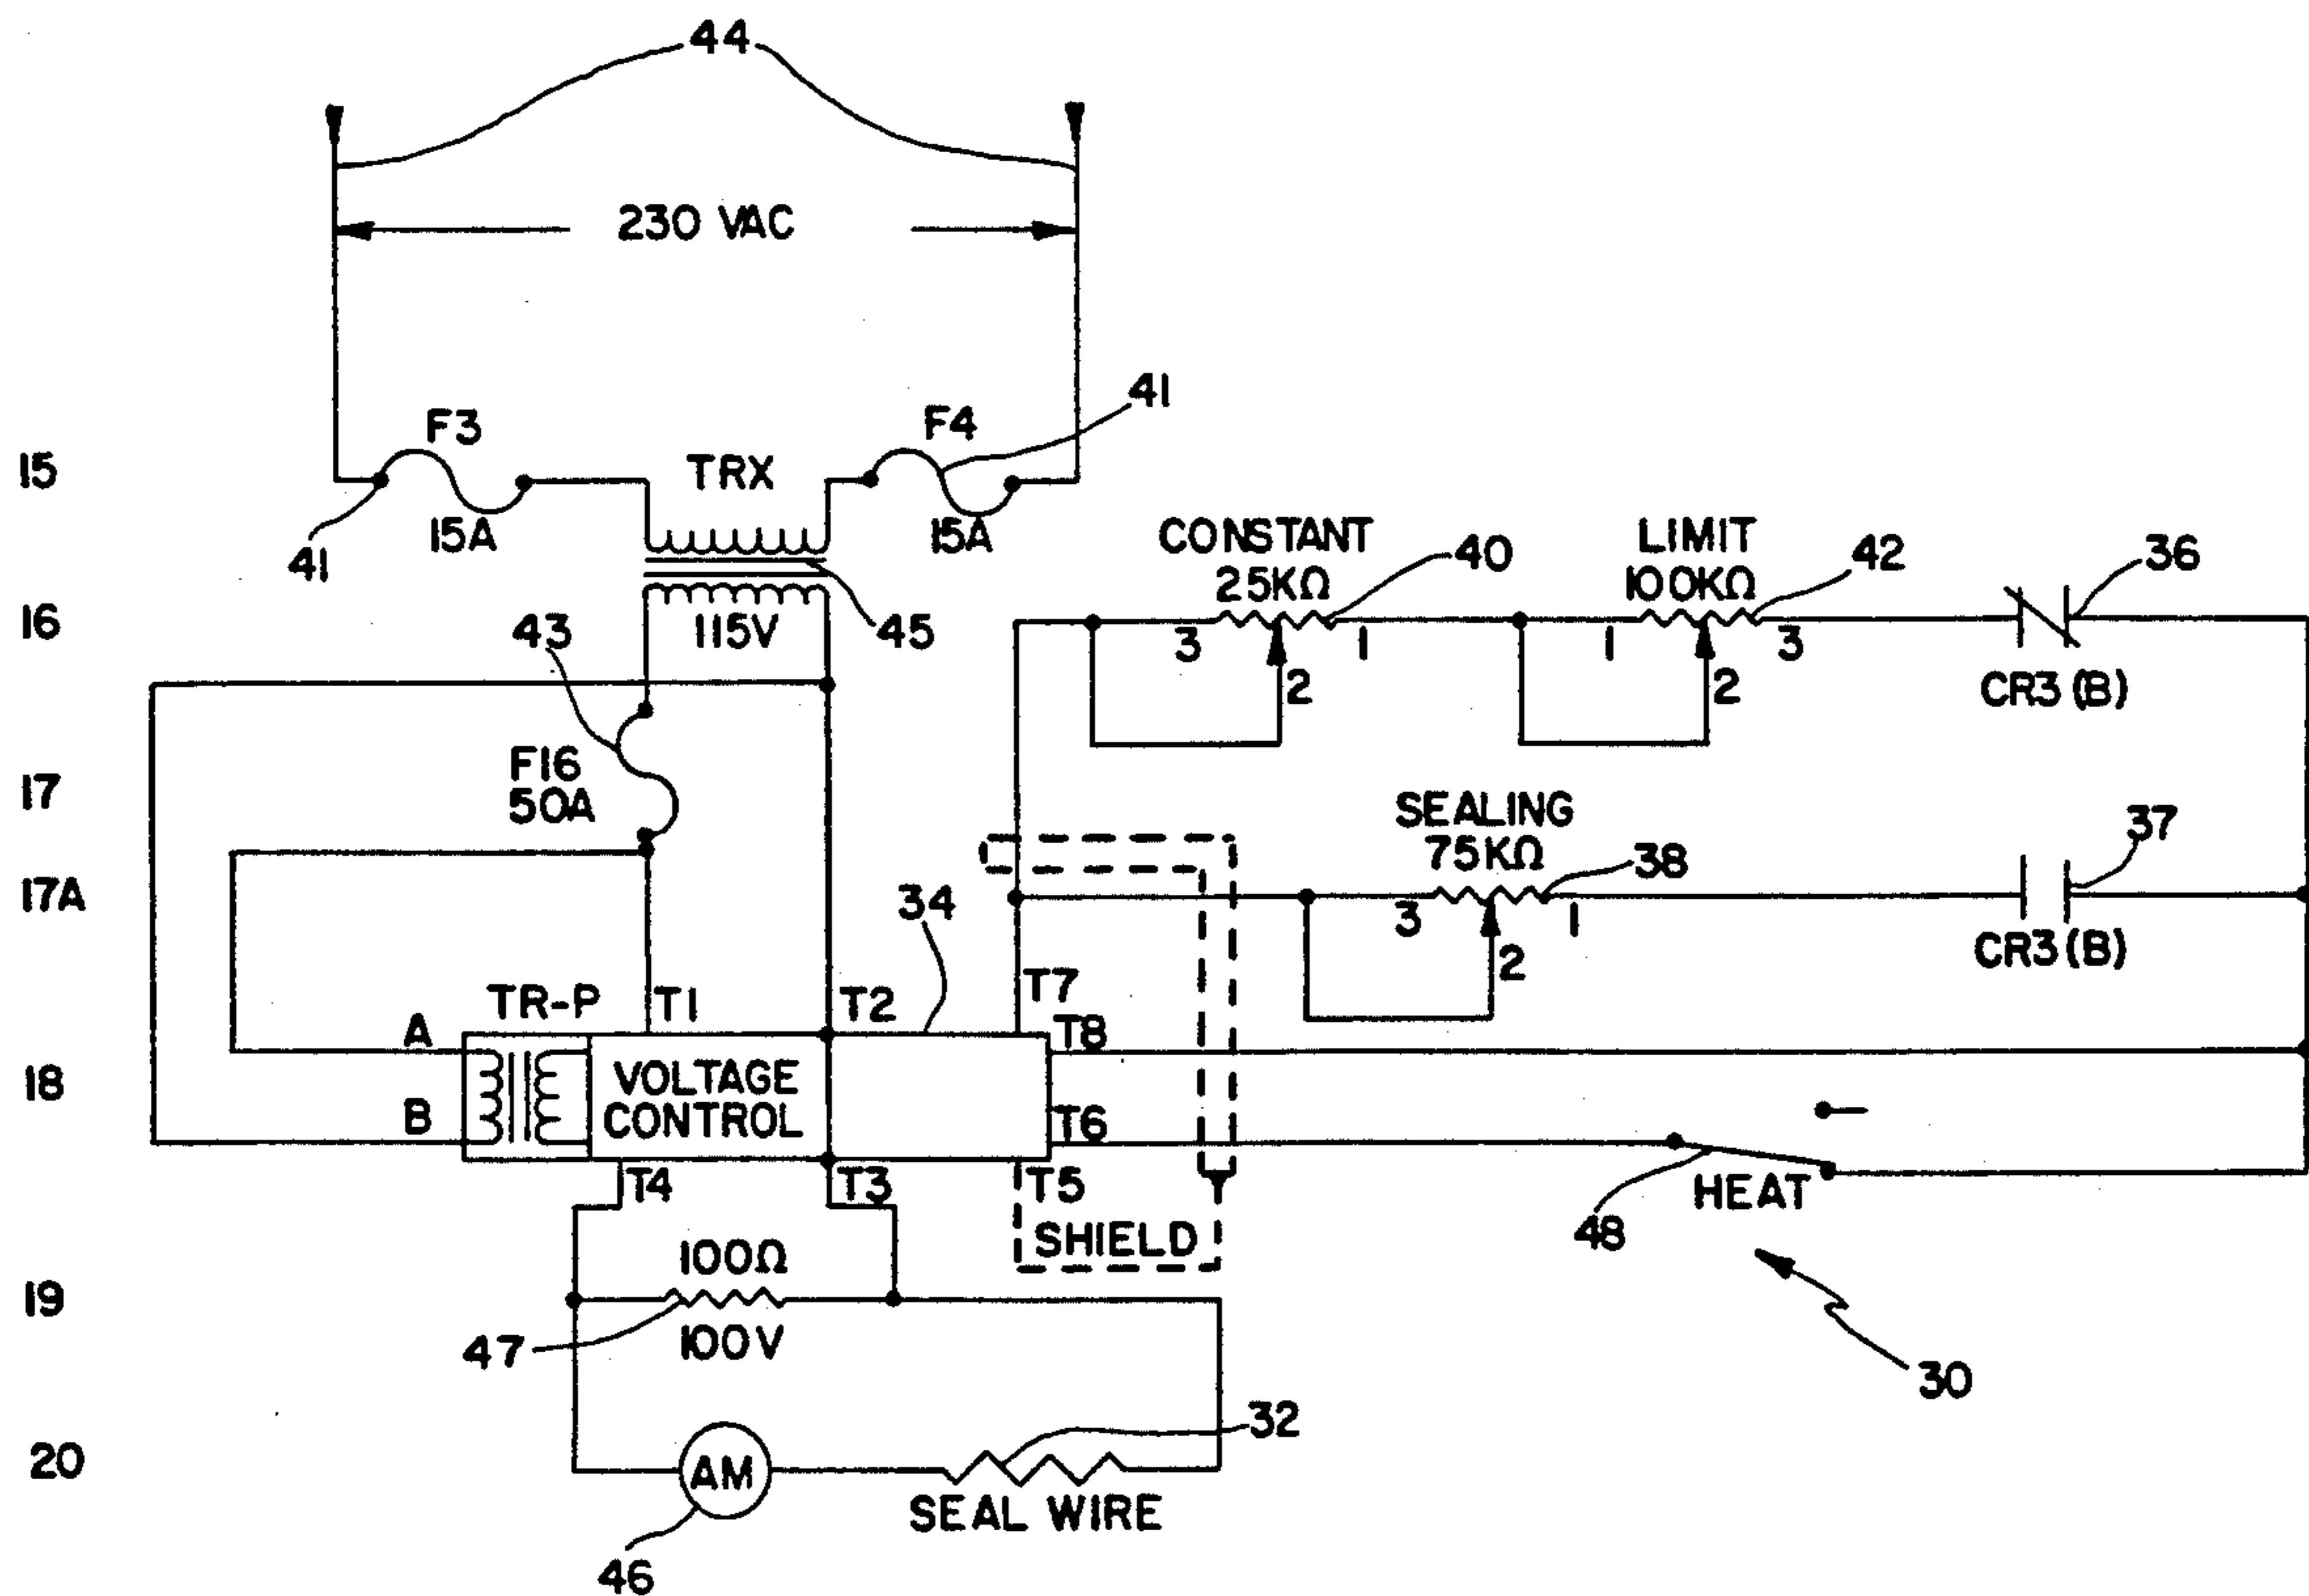 44
230 VAC
41
F3
F4
15
TRX
15A
15A
41
CONSTANT
25KΩ
40
LIMIT
100KΩ
42
36
16
43
115V
45
3
1
2
1
3
2
CR3 (B)
F16
50A
17
SEALING
75KΩ
38
37
17A
34
3
1
2
CR3 (B)
TR-P
T1
T2
T7
T8
A
18
VOLTAGE
CONTROL
B
T6
T4
T3
T5
HEAT
48
SHIELD
100Ω
19
47
100V
30
32
20
AM
SEAL WIRE
46